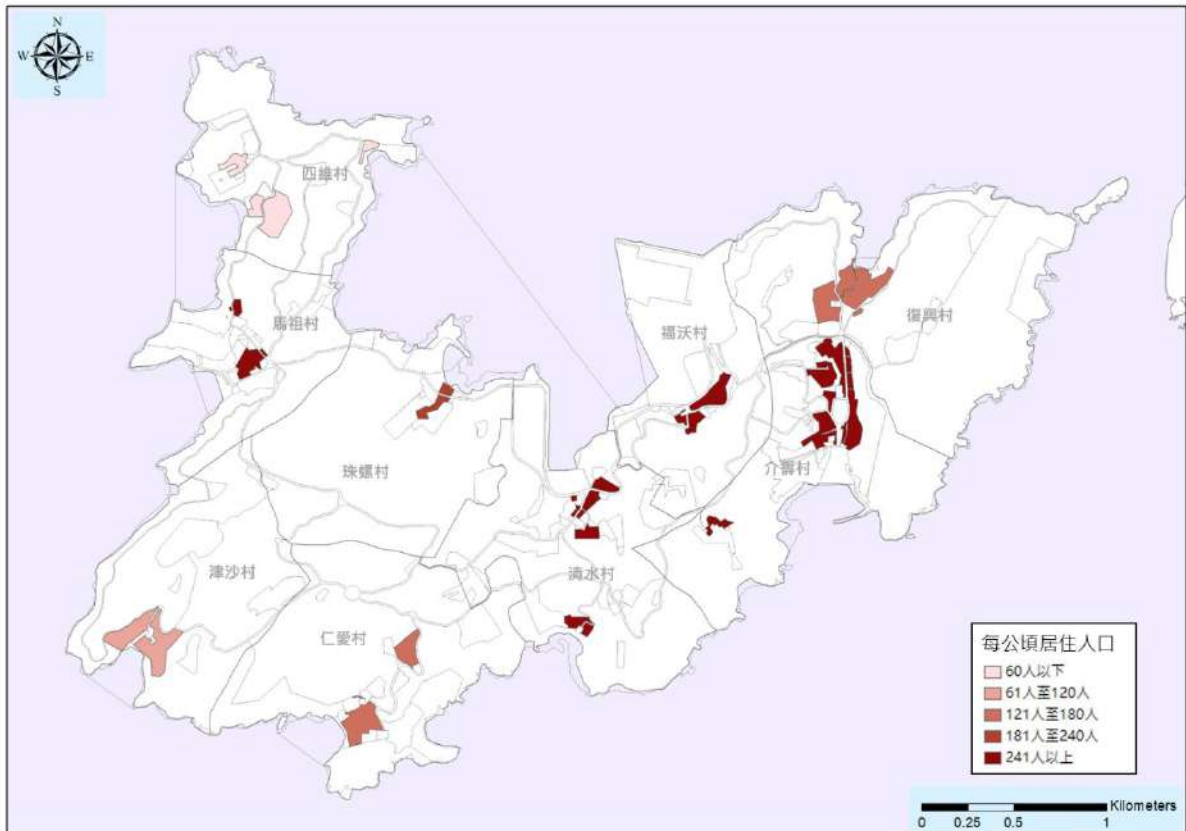 N
W E
S
四維村
馬祖村
復興村
福沃村
珠螺村
介壽村
津沙村
清水村
仁愛村
每公頃居住人口
60人以下
61人至120人
121人至180人
181人至240人
241人以上
Kilometers
0 0.25 0.5 1